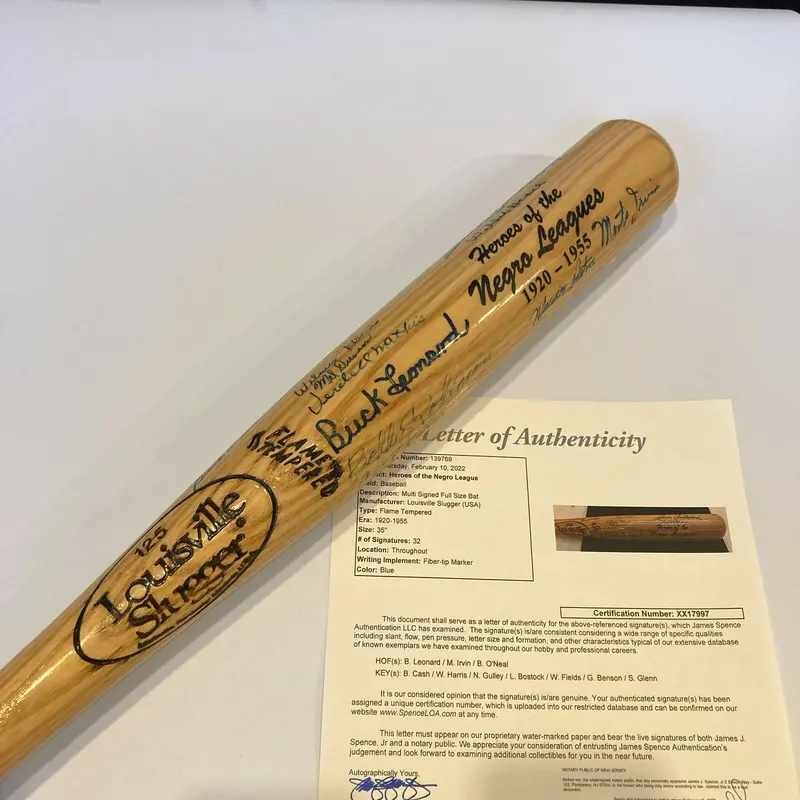 Heroes of the
Negro Leagues
1920 - 1955
Monte Irvin
Buck Leonard
FLAME
TEMPERED
125
Louisville
Slugger
Letter of Authenticity
Number: 139769
February 10, 2022
Heroes of the Negro League
Baseball
Description: Multi Signed Full Size Bat
Manufacturer: Louisville Slugger (USA)
Type: Flame Tempered
Era: 1920-1955
Size: 35"
# of Signatures: 32
Location: Throughout
Writing Implement: Fiber-tip Marker
Color: Blue
Certification Number: XX17997
This document shall serve as a letter of authenticity for the above-referenced signature(s), which James Spence
Authentication LLC has examined. The signature(s) is/are consistent considering a wide range of specific qualities
including slant, flow, pen pressure, letter size and formation, and other characteristics typical of our extensive database
of known exemplars we have examined throughout our hobby and professional careers.
HOF(s): B. Leonard / M. Irvin / B. O'Neal
KEY(s): B. Cash / W. Harris / N. Gulley / L. Bostock / W. Fields / G. Benson / S. Glenn
It is our considered opinion that the signature(s) is/are genuine. Your authenticated signature(s) has been
assigned a unique certification number, which is uploaded into our restricted database and can be confirmed on our
website www.SpenceLOA.com at any time.
This letter must appear on our proprietary water-marked paper and bear the live signatures of both James J.
Spence, Jr and a notary public. We appreciate your consideration of entrusting James Spence Authentication's
judgement and look forward to examining additional collectibles for you in the near future.
Autographically Yours,
NOTARY PUBLIC OF NEW JERSEY